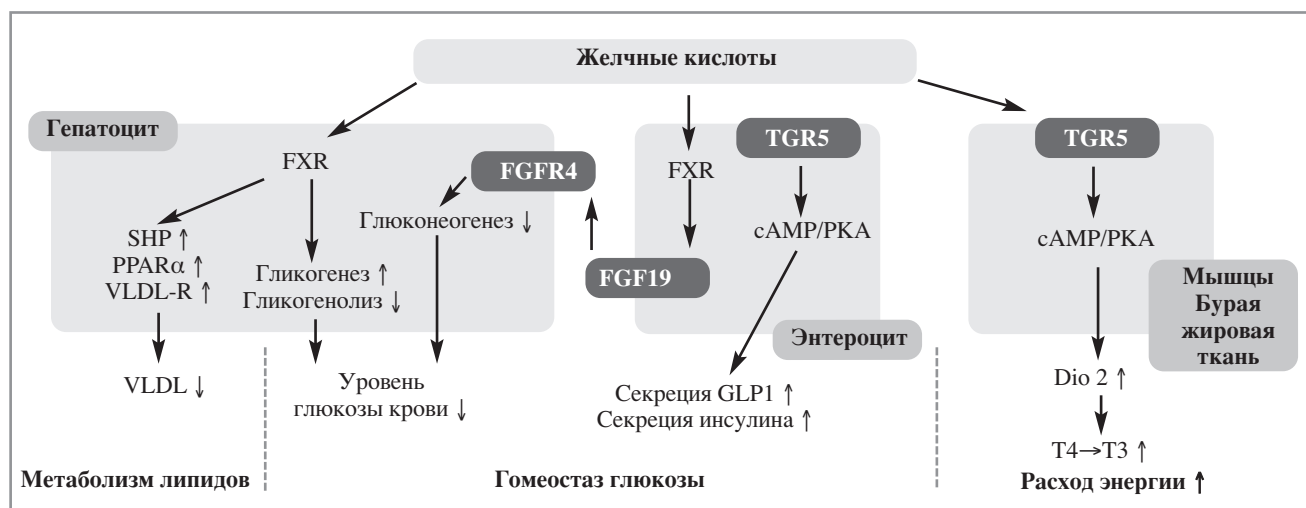 Желчные кислоты
Гепатоцит
FXR
SHP ↑
PPARα ↑
VLDL-R ↑
VLDL ↓
Гликогенез ↑
Гликогенолиз ↓
FGFR4
Глюконеогенез ↓
Уровень
глюкозы крови ↓
FXR
FGF19
TGR5
cAMP/PKA
Энтероцит
Секреция GLP1 ↑
Секреция инсулина ↑
TGR5
cAMP/PKA
Мышцы
Бурая
жировая
ткань
Dio 2 ↑
T4→T3 ↑
Метаболизм липидов
Гомеостаз глюкозы
Расход энергии ↑